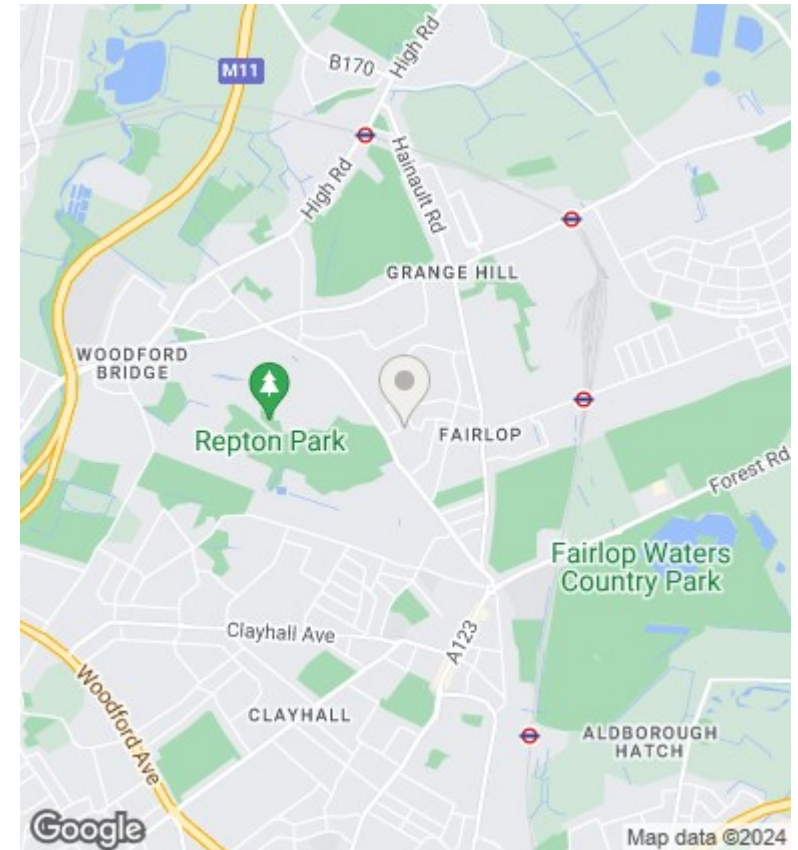 High Rd
B170
M11
High Rd
Hainault Rd
GRANGE HILL
WOODFORD
BRIDGE
Repton Park
FAIRLOP
Forest Rd
Fairlop Waters
Country Park
Clayhall Ave
A123
Woodford Ave
CLAYHALL
ALDBOROUGH
HATCH
Google
Map data ©2024